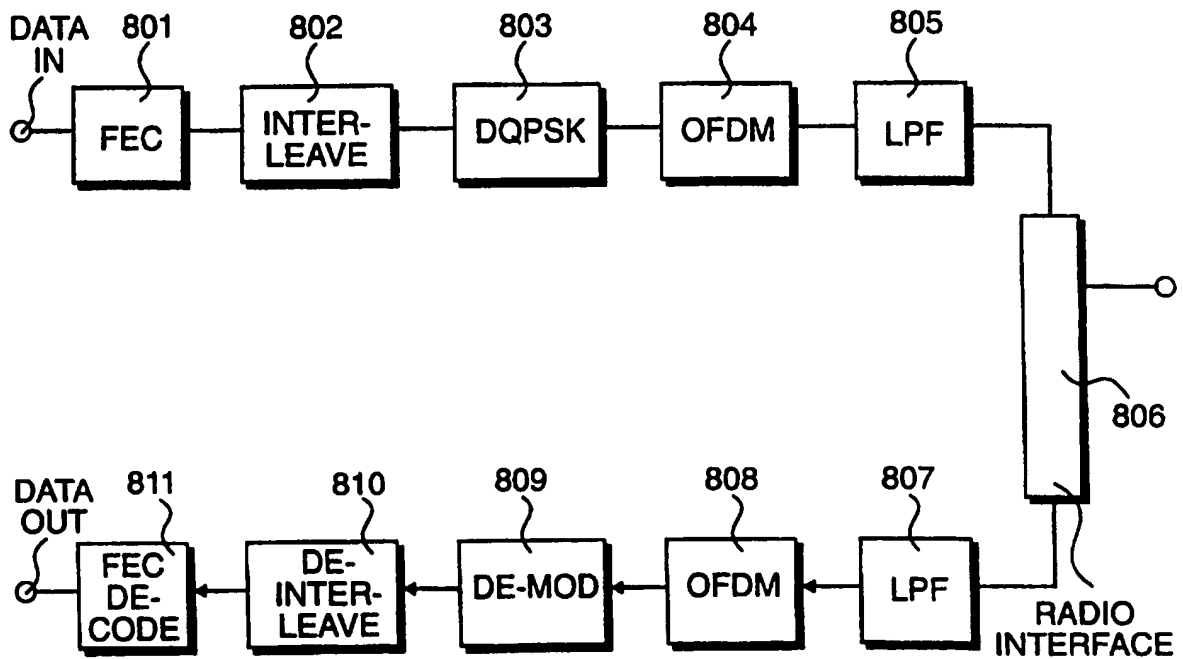 DATA
IN
801
802
803
804
805
FEC
INTER-
LEAVE
DQPSK
OFDM
LPF
806
DATA
OUT
811
810
809
808
807
FEC
DE-
CODE
DE-
INTER-
LEAVE
DE-MOD
OFDM
LPF
RADIO
INTERFACE